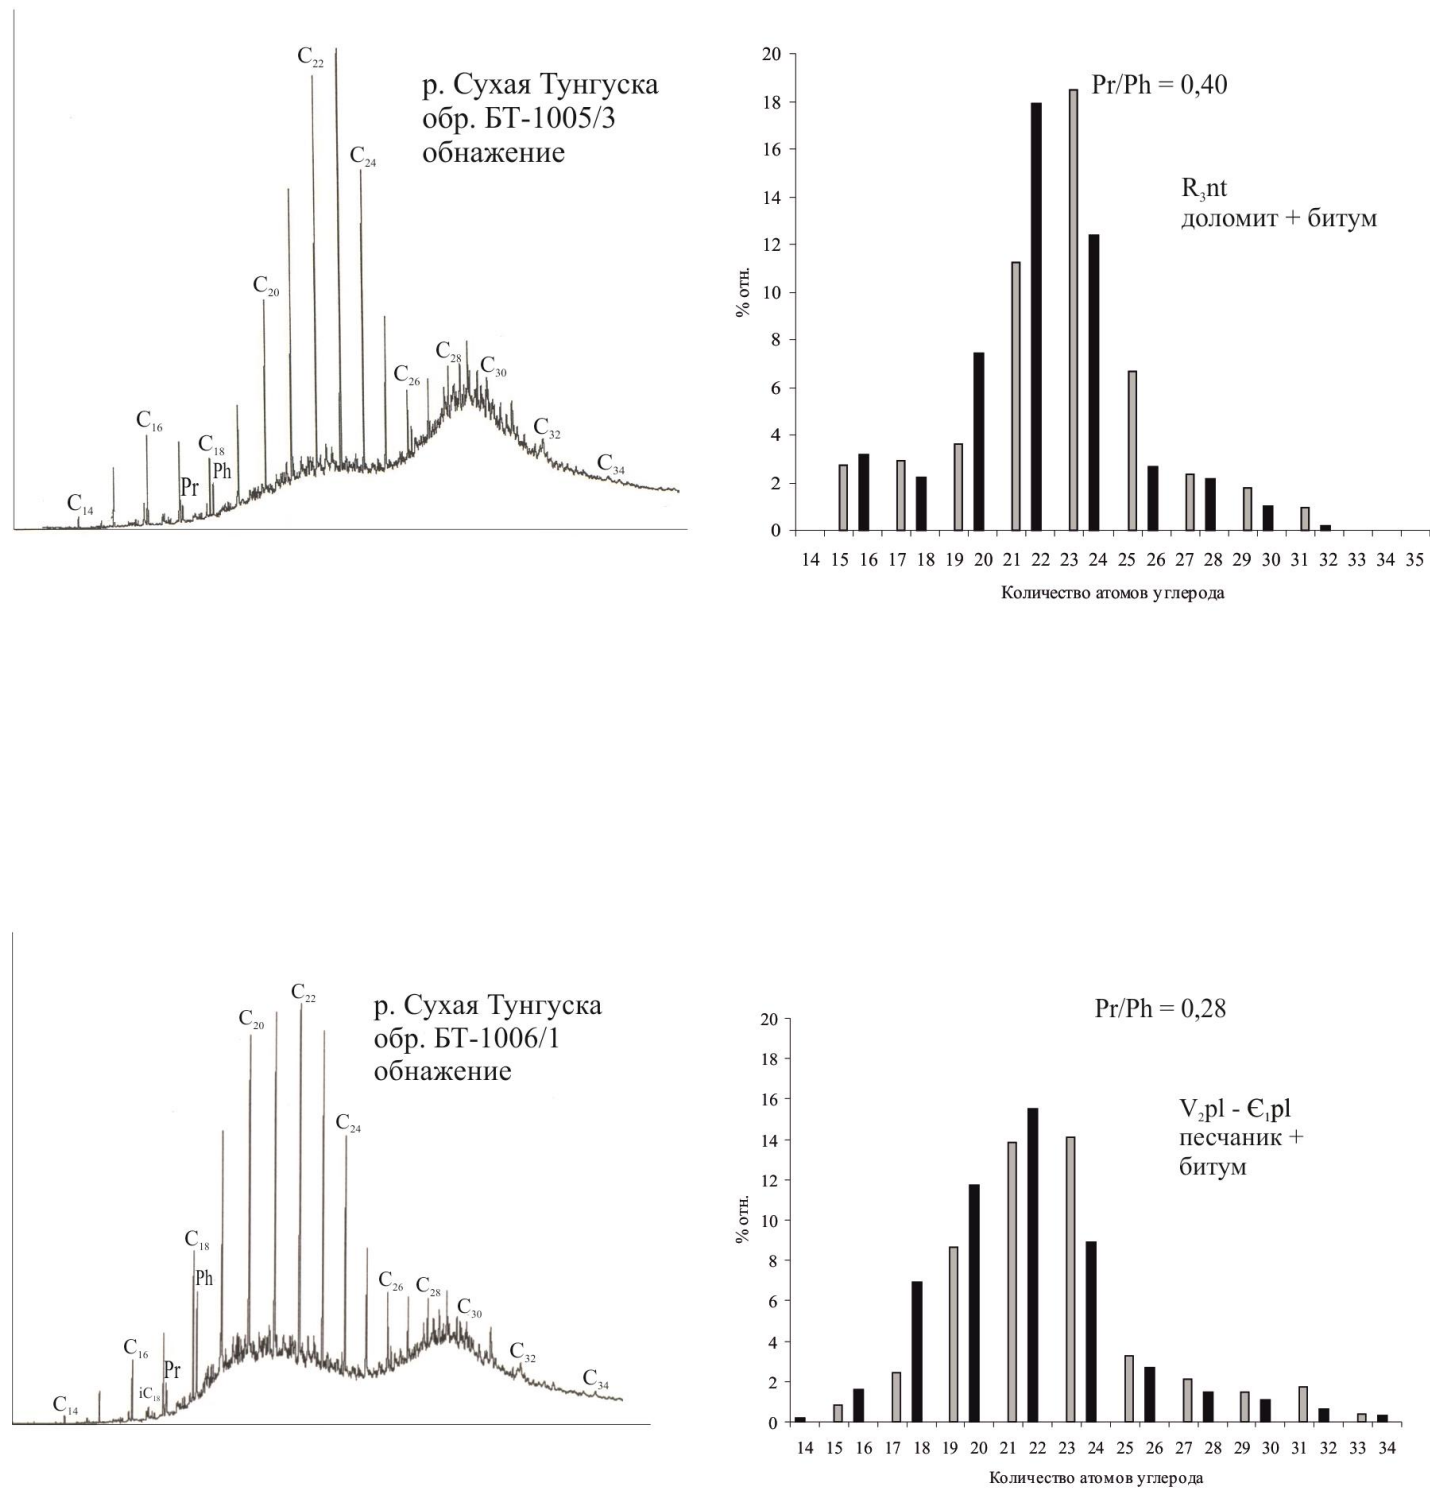 C₂₂
C₂₄
C₂₀
C₂₈
C₃₀
C₂₆
C₁₆
C₁₈
Ph
Pr
C₁₄
C₃₂
C₃₄
р. Сухая Тунгуска
обр. БТ-1005/3
обнажение
Pr/Ph = 0,40
R₃nt
доломит + битум
% отн.
20
18
16
14
12
10
8
6
4
2
0
14 15 16 17 18 19 20 21 22 23 24 25 26 27 28 29 30 31 32 33 34 35
Количество атомов углерода
C₂₂
C₂₀
C₂₄
C₁₈
Ph
C₂₆
C₂₈
C₃₀
C₁₆
Pr
iC₁₈
C₁₄
C₃₂
C₃₄
р. Сухая Тунгуска
обр. БТ-1006/1
обнажение
Pr/Ph = 0,28
V₂pl - Є₁pl
песчаник +
битум
% отн.
20
18
16
14
12
10
8
6
4
2
0
14 15 16 17 18 19 20 21 22 23 24 25 26 27 28 29 30 31 32 33 34
Количество атомов углерода